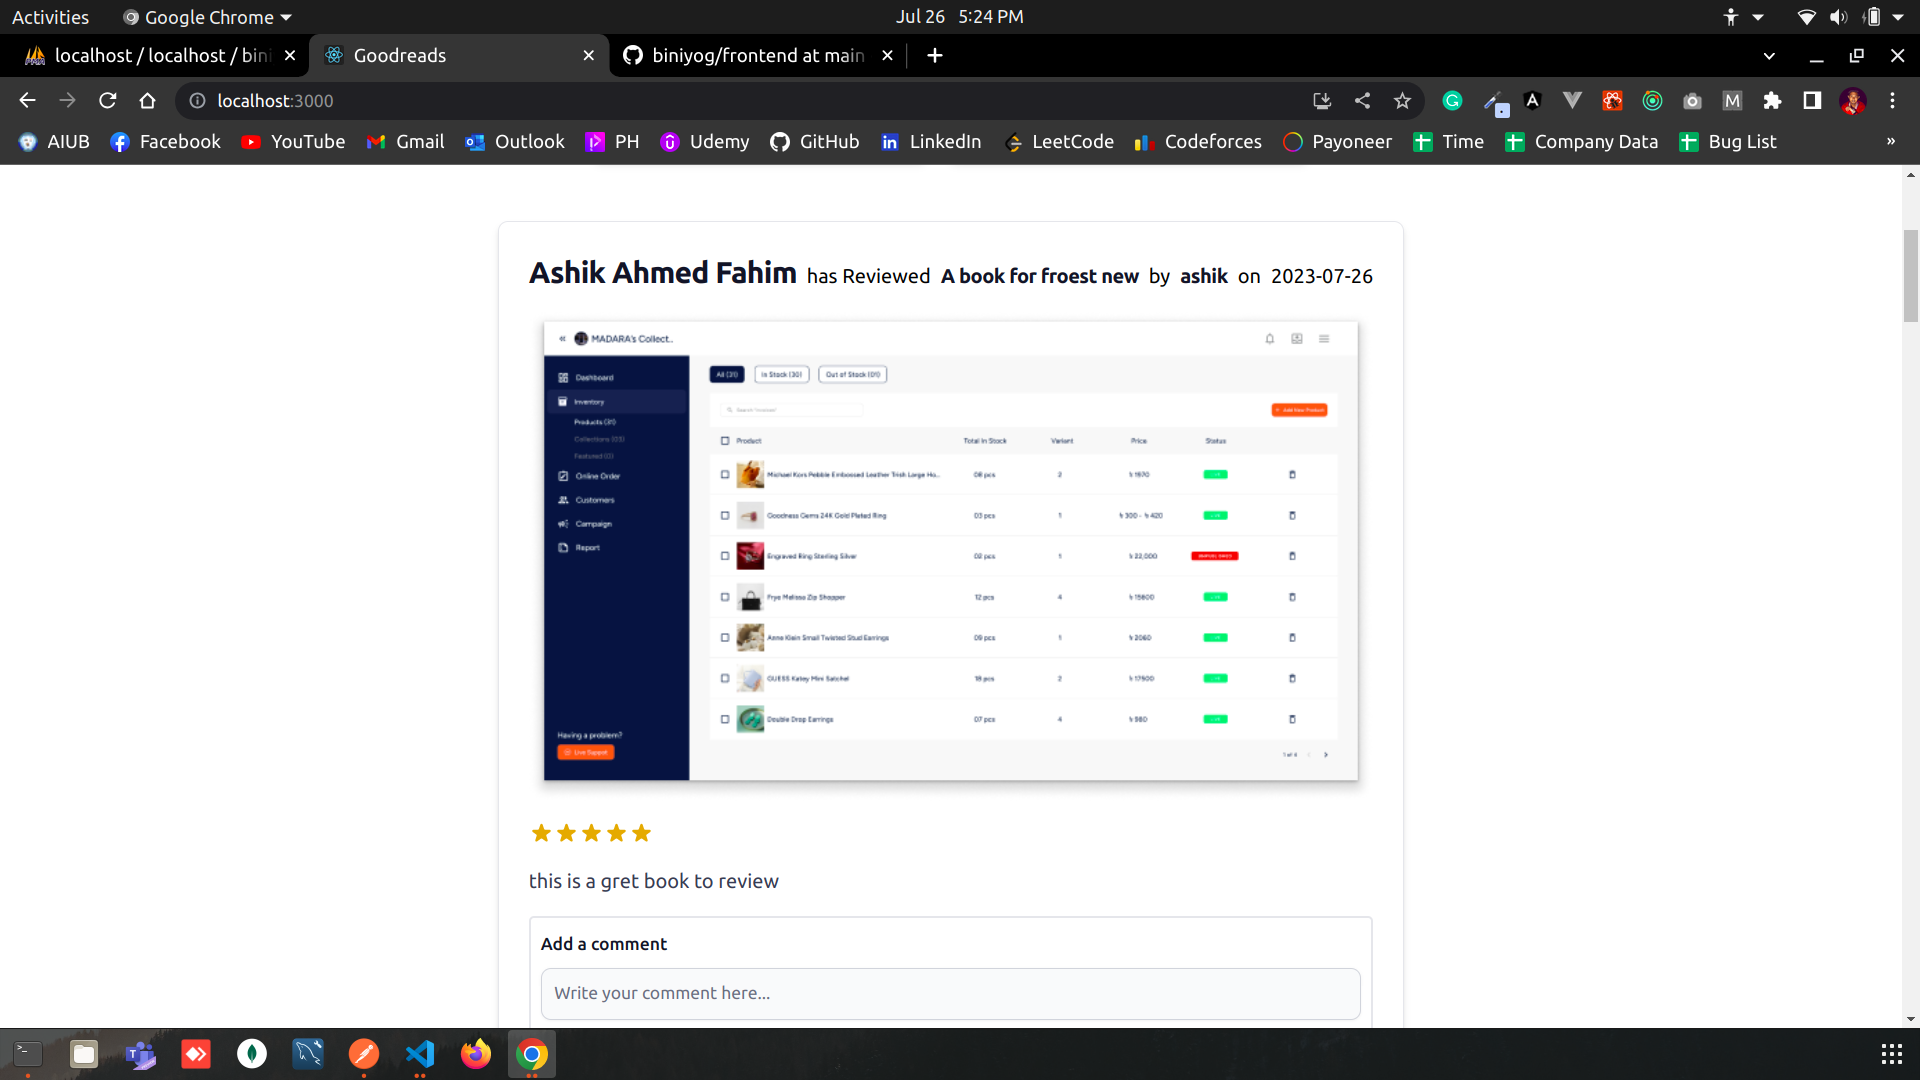 Activities Google Chrome Jul 26 5:24 PM
localhost / localhost / bini Goodreads biniyog/frontend at main
localhost:3000
AIUB Facebook YouTube Gmail Outlook PH Udemy GitHub LinkedIn LeetCode Codeforces Payoneer Time Company Data Bug List »
Ashik Ahmed Fahim has Reviewed A book for froest new by ashik on 2023-07-26
« MADARA's Collect..
All (31) In Stock (30) Out of Stock (01)
Dashboard
Inventory
Products (31)
Collections (03)
Featured (0)
Online Order
Customers
Campaign
Report
Add New Product
Product Total In Stock Variant Price Status
Michael Kors Pebble Embossed Leather Trish Large Ho... 08 pcs 2 ৳ 1970
Goodness Gems 24K Gold Plated Ring 03 pcs 1 ৳ 300 - ৳ 420
Engraved Ring Sterling Silver 02 pcs 1 ৳ 22,000
Frye Melissa Zip Shopper 12 pcs 4 ৳ 15800
Anne Klein Small Twisted Stud Earrings 09 pcs 1 ৳ 2060
GUESS Katey Mini Satchel 18 pcs 2 ৳ 17500
Double Drop Earrings 07 pcs 4 ৳ 980
Having a problem?
Live Support
1 of 4
this is a gret book to review
Add a comment
Write your comment here...